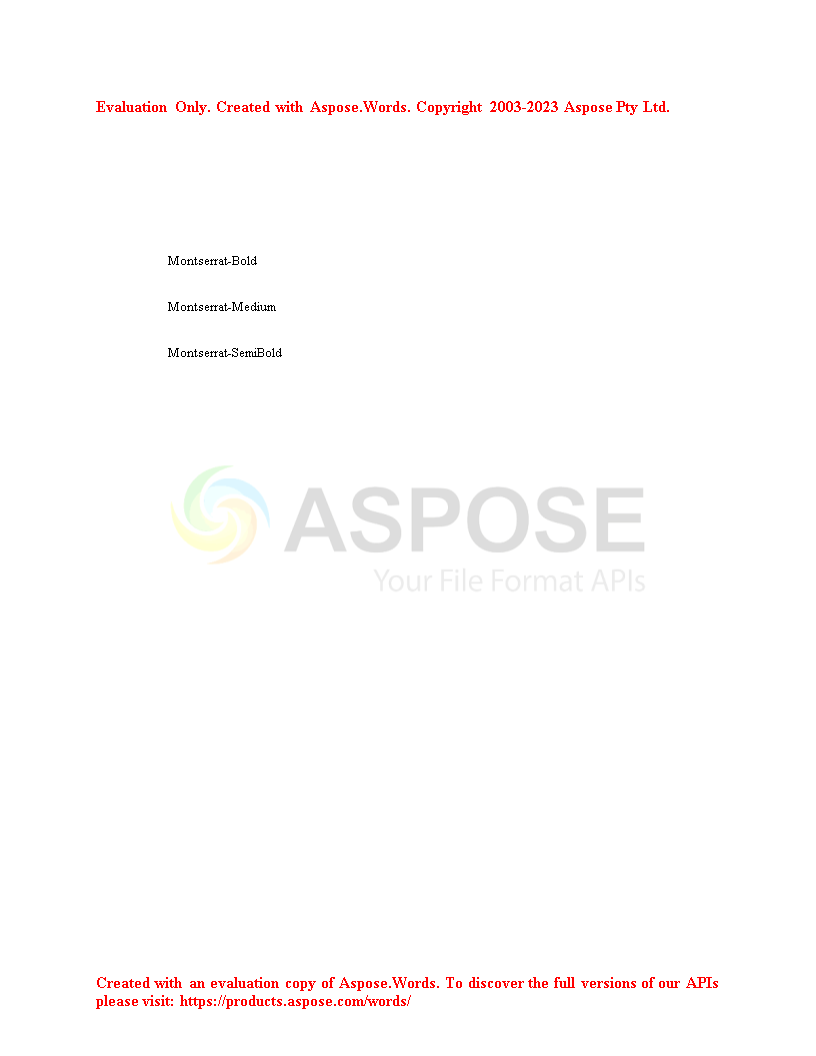 Evaluation Only. Created with Aspose.Words. Copyright 2003-2023 Aspose Pty Ltd.
Montserrat-Bold
Montserrat-Medium
Montserrat-SemiBold
ASPOSE
Your File Format APIs
Created with an evaluation copy of Aspose.Words. To discover the full versions of our APIs
please visit: https://products.aspose.com/words/